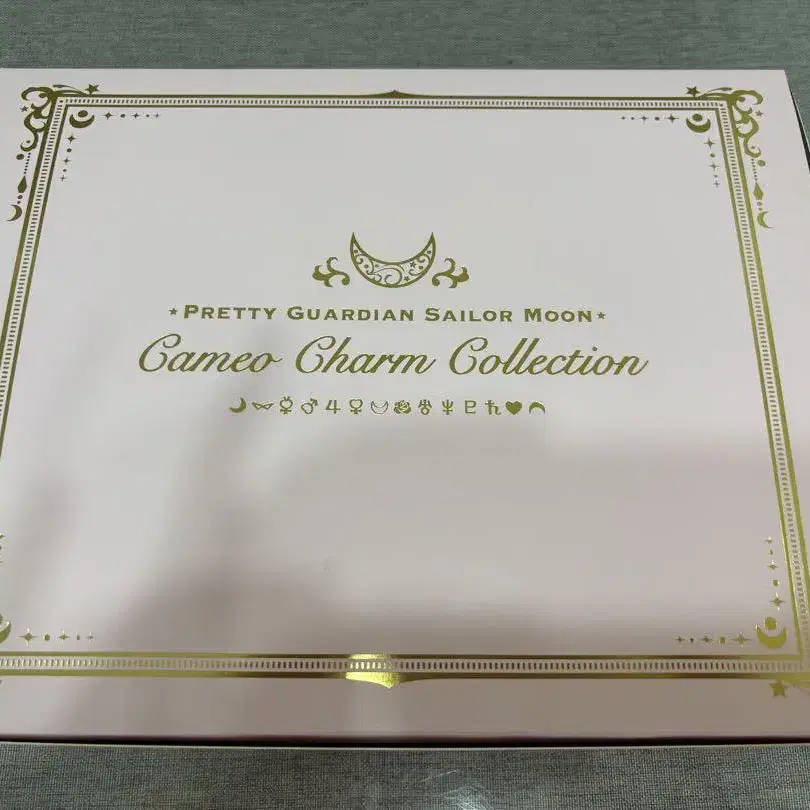 ★PRETTY GUARDIAN SAILOR MOON★
Cameo Charm Collection